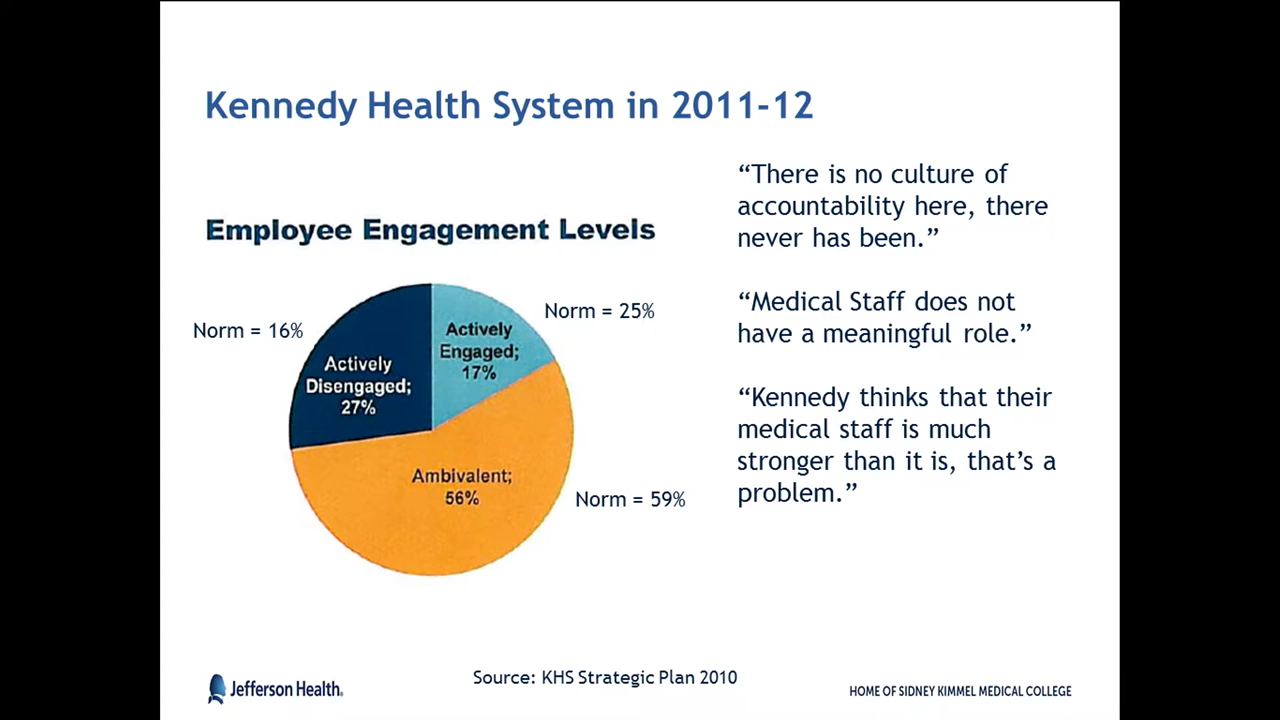 Kennedy Health System in 2011-12
Employee Engagement Levels
Norm = 16%
Actively
Disengaged;
27%
Actively
Engaged;
17%
Norm = 25%
Ambivalent;
56%
Norm = 59%
“There is no culture of
accountability here, there
never has been.”
“Medical Staff does not
have a meaningful role.”
“Kennedy thinks that their
medical staff is much
stronger than it is, that’s a
problem.”
Source: KHS Strategic Plan 2010
Jefferson Health.
HOME OF SIDNEY KIMMEL MEDICAL COLLEGE